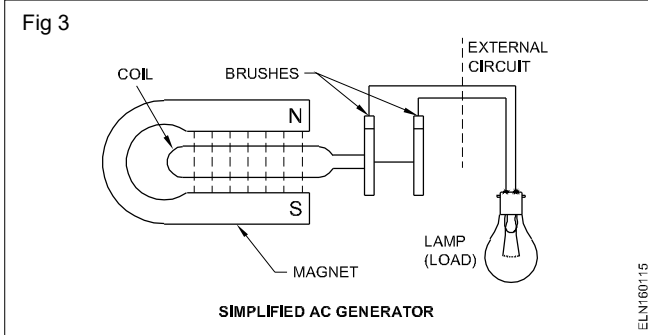 Fig 3
EXTERNAL
CIRCUIT
COIL
BRUSHES
N
S
LAMP
(LOAD)
MAGNET
SIMPLIFIED AC GENERATOR
ELN160115